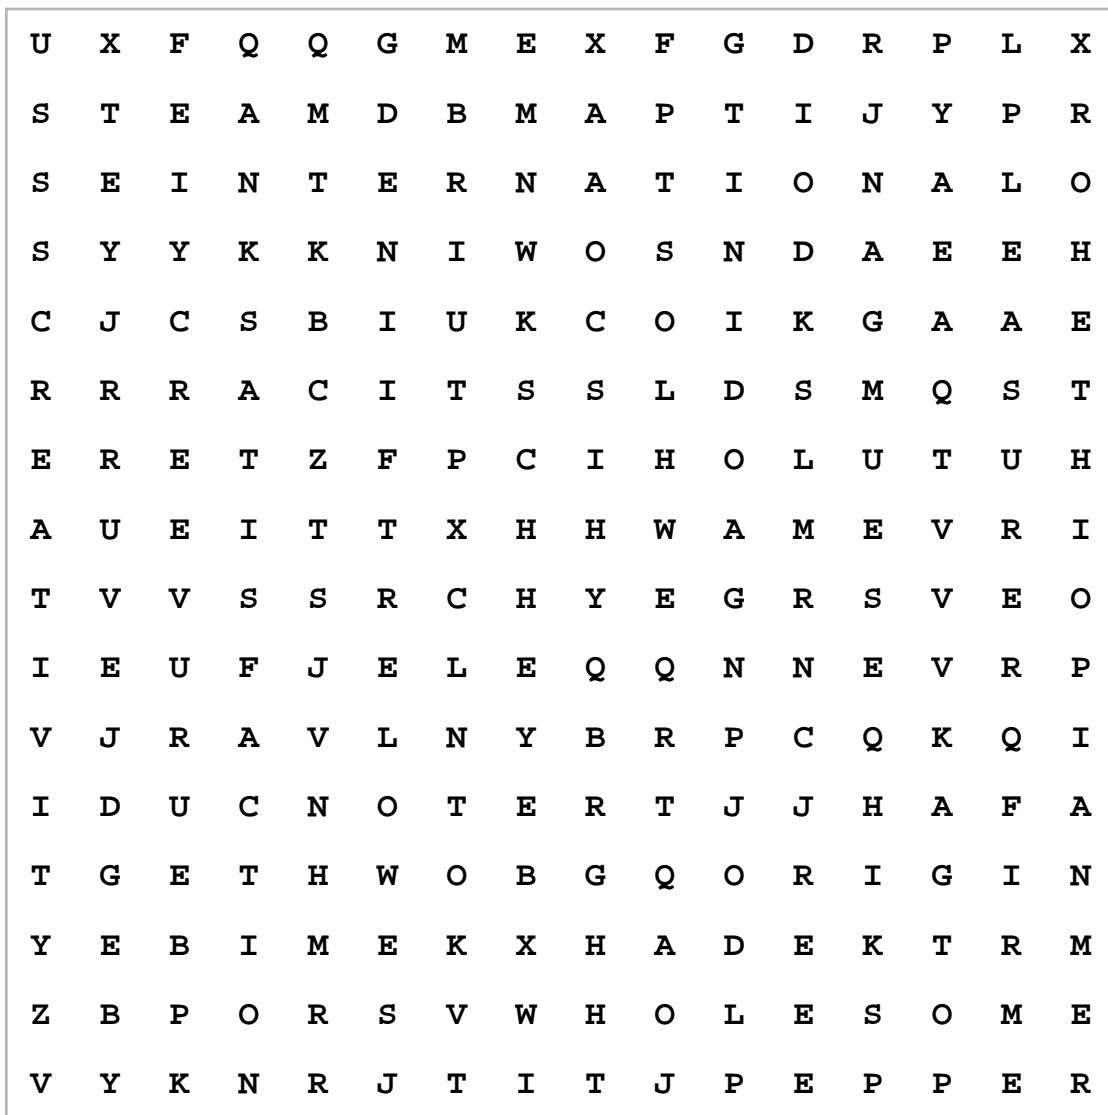 U X F Q Q G M E X F G D R P L X
S T E A M D B M A P T I J Y P R
S E I N T E R N A T I O N A L O
S Y Y K K N I W O S N D A E E H
C J C S B I U K C O I K G A A E
R R R A C I T S S L D S M Q S T
E R E T Z F P C I H O L U T U H
A U E I T T X H H W A M E V R I
T V V S S R C H Y E G R S V E O
I E U F J E L E Q Q N N E V R P
V J R A V L N Y B R P C Q K Q I
I D U C N O T E R T J J H A F A
T G E T H W O B G Q O R I G I N
Y E B I M E K X H A D E K T R M
Z B P O R S V W H O L E S O M E
V Y K N R J T I T J P E P P E R